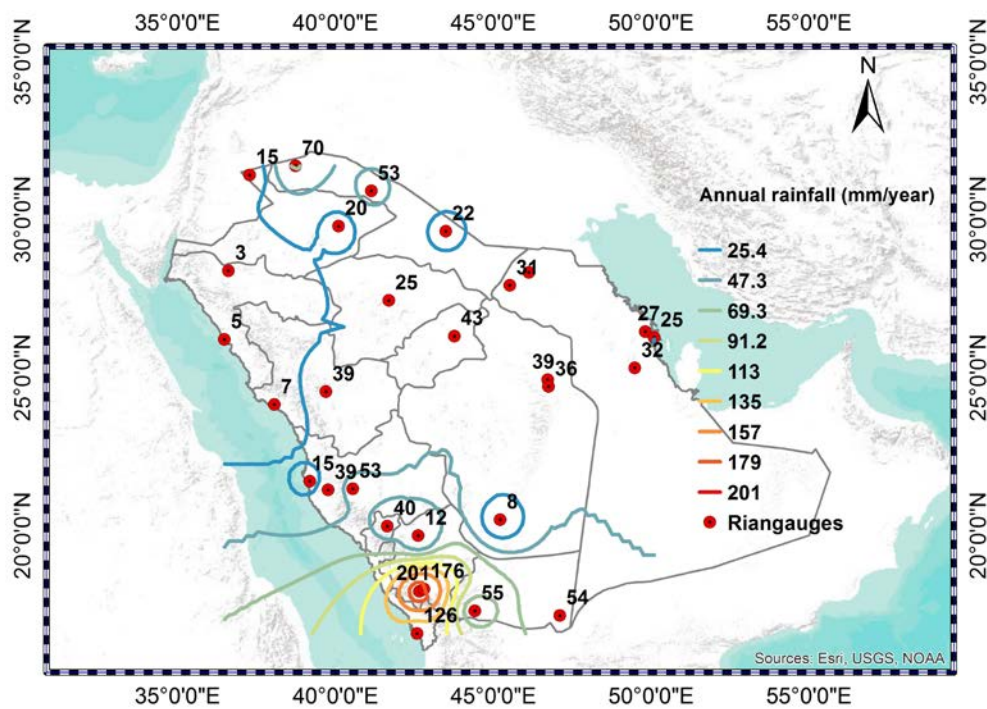 35°0'0"E 40°0'0"E 45°0'0"E 50°0'0"E 55°0'0"E
35°0'0"N
35°0'0"N
N
15
70
53
Annual rainfall (mm/year)
20
22
30°0'0"N
30°0'0"N
25.4
3
31
47.3
25
69.3
27 25
5
43
91.2
32
113
39 36
25°0'0"N
25°0'0"N
39
7
135
157
179
15 39 53
201
8
40
12
Riangauges
20°0'0"N
20°0'0"N
201 176
55
54
126
Sources: Esri, USGS, NOAA
35°0'0"E 40°0'0"E 45°0'0"E 50°0'0"E 55°0'0"E